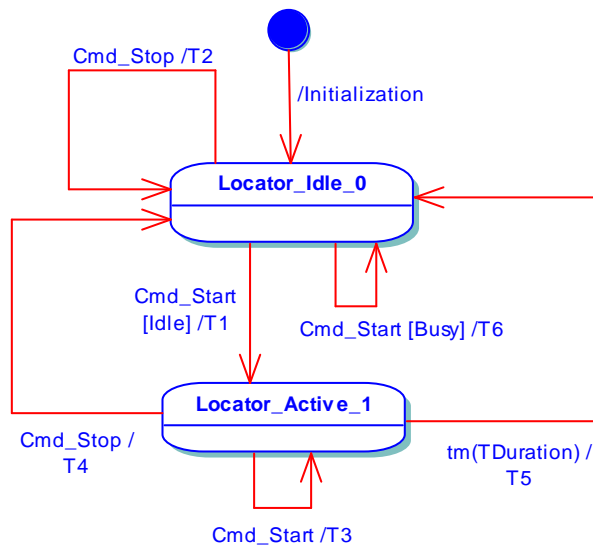 Cmd_Stop /T2
/Initialization
Locator_Idle_0
Cmd_Start
[Idle] /T1
Cmd_Start [Busy] /T6
Locator_Active_1
Cmd_Stop /
T4
tm(TDuration) /
T5
Cmd_Start /T3